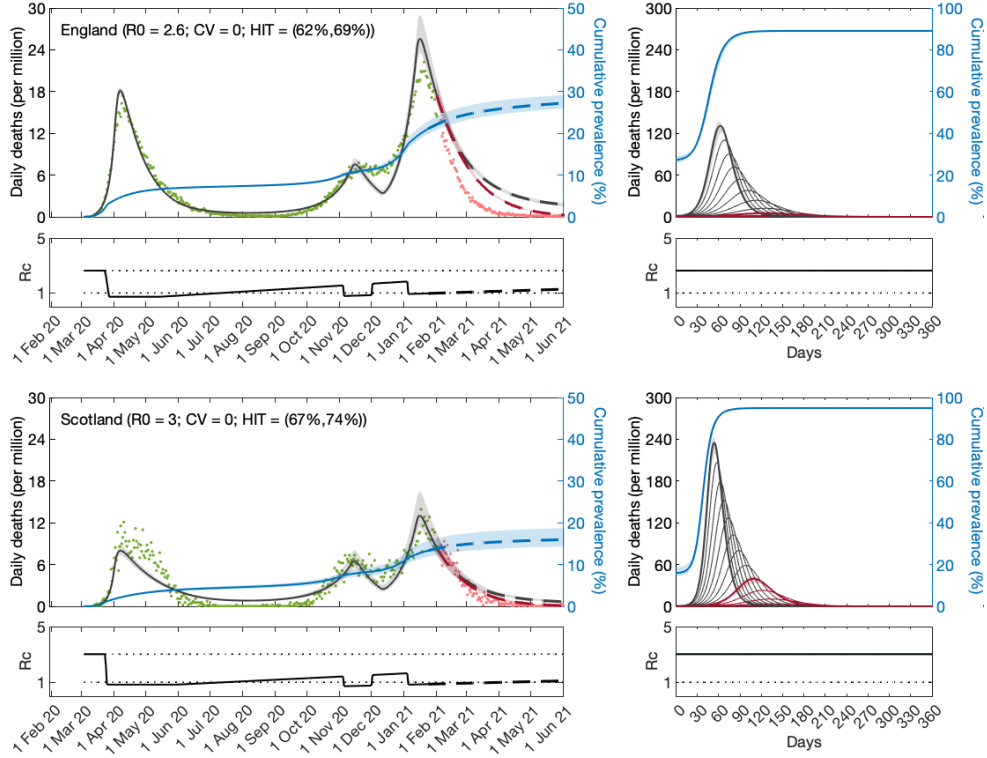 England (R0 = 2.6; CV = 0; HIT = (62%,69%))
Daily deaths (per million)
30
24
18
12
6
0
Cumulative prevalence (%)
50
40
30
20
10
0
Daily deaths (per million)
300
240
180
120
60
0
Cumulative prevalence (%)
100
80
60
40
20
0
Rc
5
1
1 Feb 20
1 Mar 20
1 Apr 20
1 May 20
1 Jun 20
1 Jul 20
1 Aug 20
1 Sep 20
1 Oct 20
1 Nov 20
1 Dec 20
1 Jan 21
1 Feb 21
1 Mar 21
1 Apr 21
1 May 21
1 Jun 21
Rc
5
1
0
30
60
90
120
150
180
210
240
270
300
330
360
Days
Scotland (R0 = 3; CV = 0; HIT = (67%,74%))
Daily deaths (per million)
30
24
18
12
6
0
Cumulative prevalence (%)
50
40
30
20
10
0
Daily deaths (per million)
300
240
180
120
60
0
Cumulative prevalence (%)
100
80
60
40
20
0
Rc
5
1
1 Feb 20
1 Mar 20
1 Apr 20
1 May 20
1 Jun 20
1 Jul 20
1 Aug 20
1 Sep 20
1 Oct 20
1 Nov 20
1 Dec 20
1 Jan 21
1 Feb 21
1 Mar 21
1 Apr 21
1 May 21
1 Jun 21
Rc
5
1
0
30
60
90
120
150
180
210
240
270
300
330
360
Days